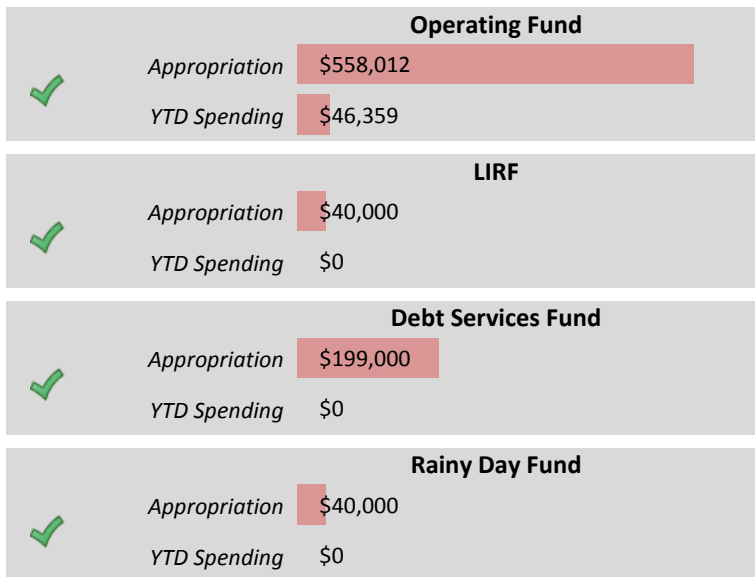 Operating Fund
Appropriation $558,012
YTD Spending $46,359
LIRF
Appropriation $40,000
YTD Spending $0
Debt Services Fund
Appropriation $199,000
YTD Spending $0
Rainy Day Fund
Appropriation $40,000
YTD Spending $0